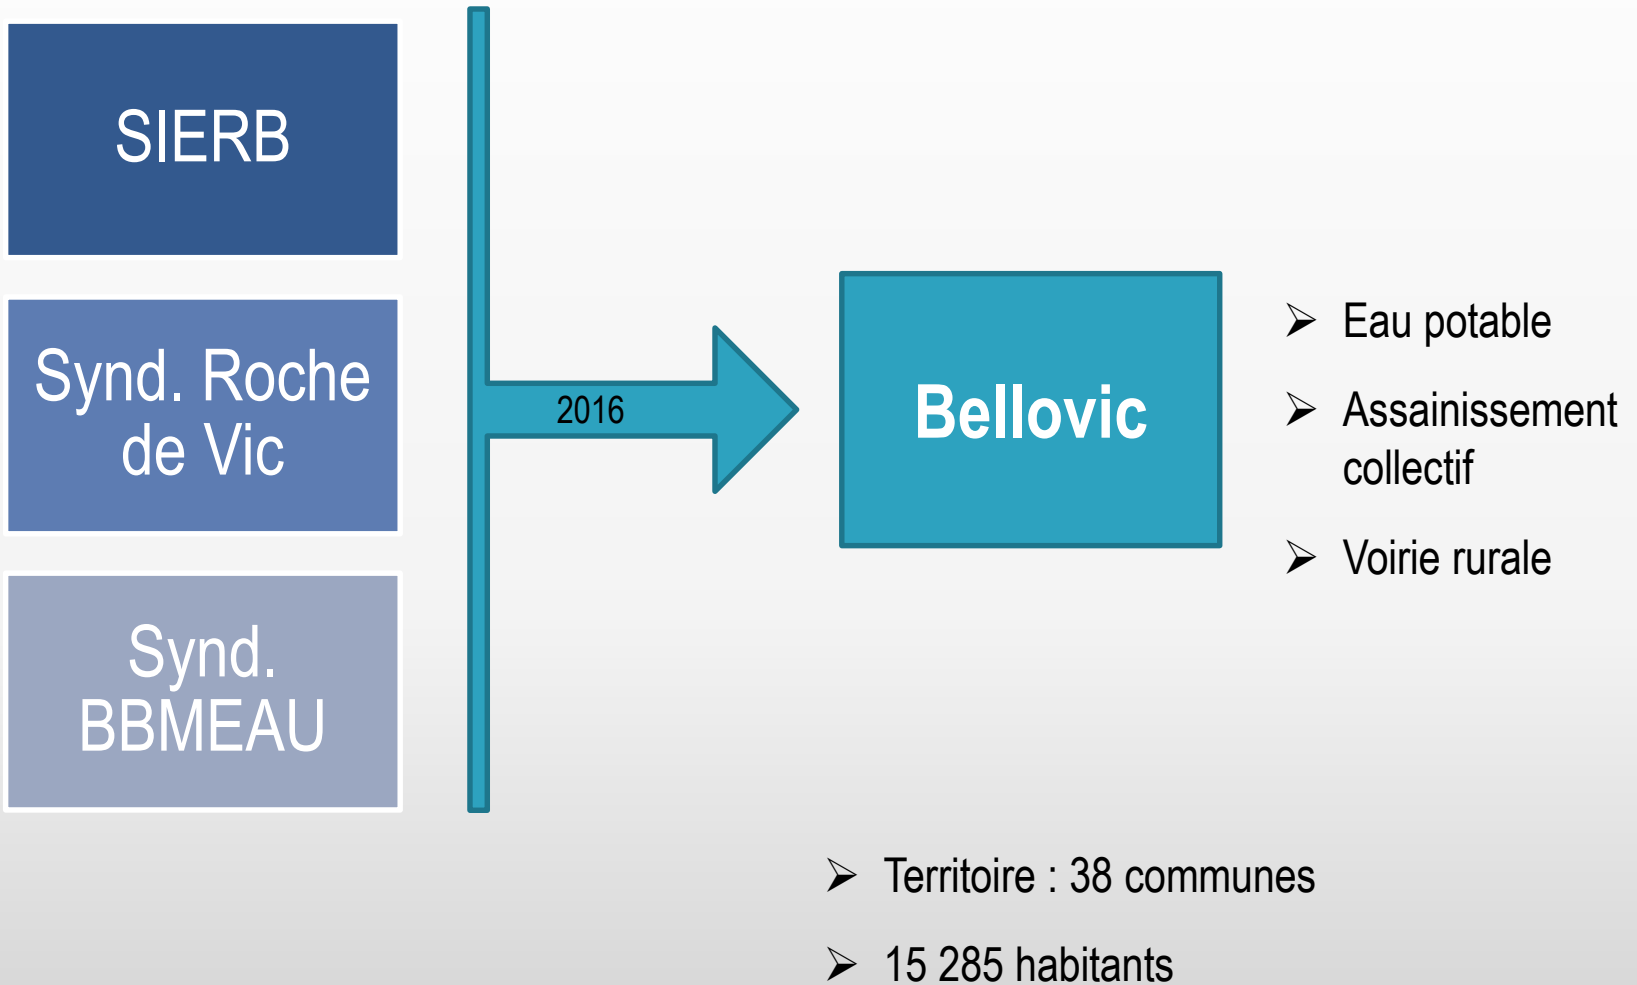 SIERB
Synd. Roche
de Vic
Synd.
BBMEAU
2016
Bellovic
➢ Eau potable
➢ Assainissement
collectif
➢ Voirie rurale
➢ Territoire : 38 communes
➢ 15 285 habitants